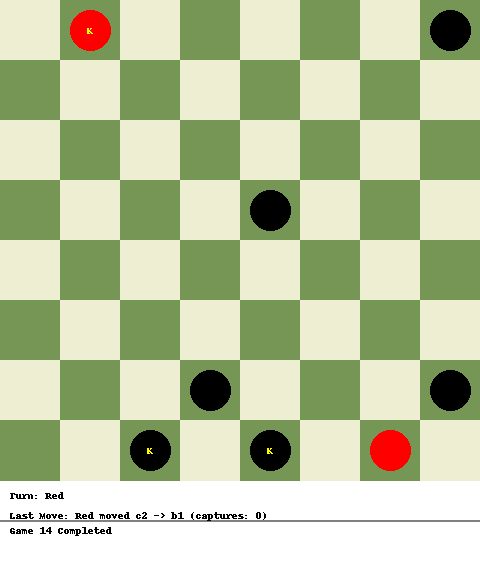 K
K K
Turn: Red
Last Move: Red moved c2 -> b1 (captures: 0)
Game 14 Completed